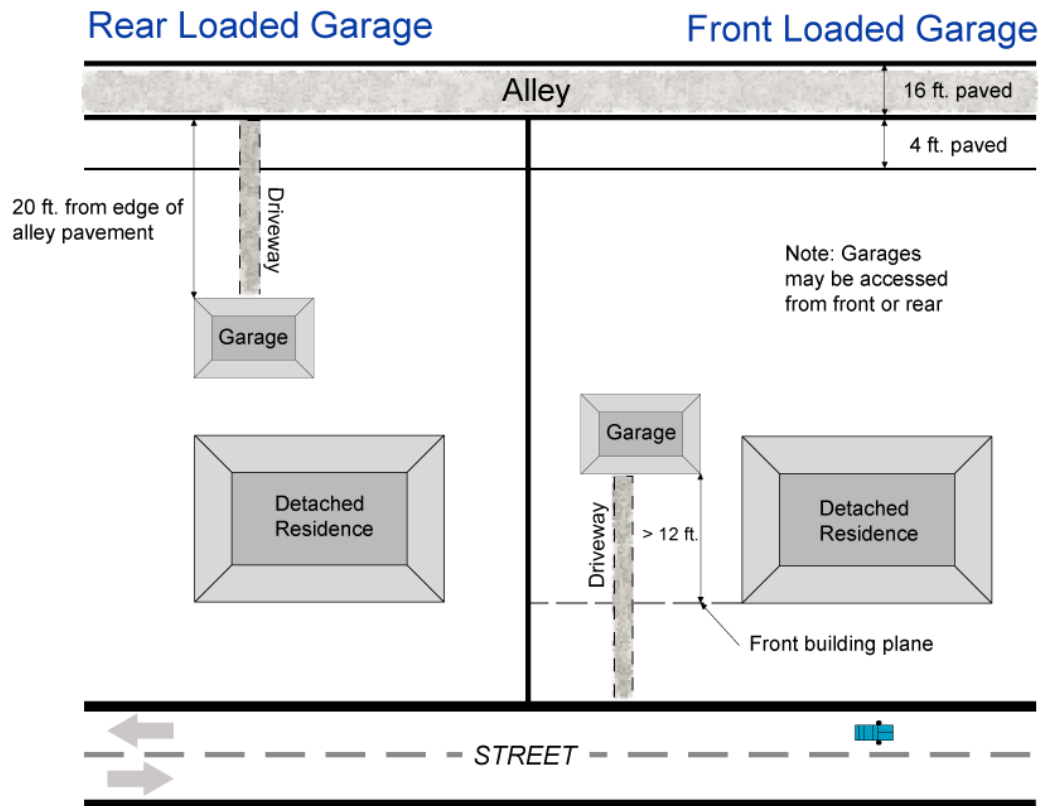 Rear Loaded Garage
Front Loaded Garage
Alley
16 ft. paved
4 ft. paved
20 ft. from edge of
alley pavement
Driveway
Note: Garages
may be accessed
from front or rear
Garage
Garage
Detached
Residence
Driveway
> 12 ft.
Detached
Residence
Front building plane
STREET